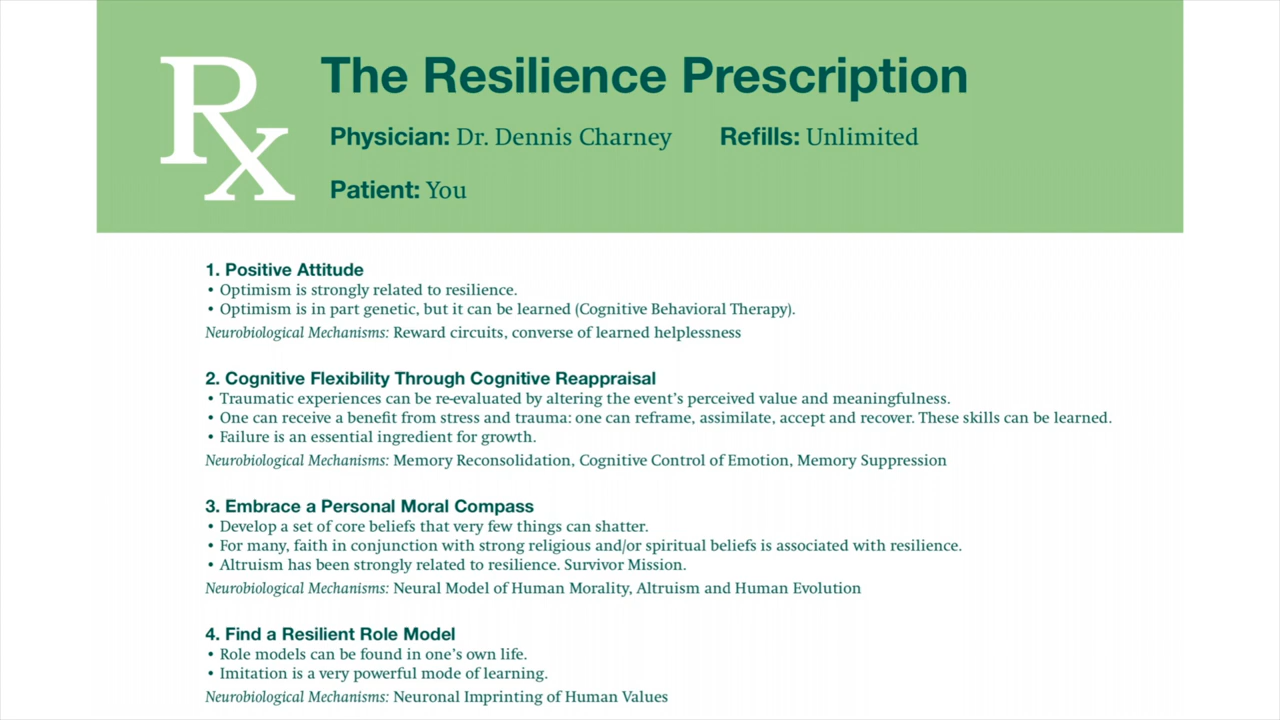 Rx
The Resilience Prescription
Physician: Dr. Dennis Charney Refills: Unlimited
Patient: You
1. Positive Attitude
• Optimism is strongly related to resilience.
• Optimism is in part genetic, but it can be learned (Cognitive Behavioral Therapy).
Neurobiological Mechanisms: Reward circuits, converse of learned helplessness
2. Cognitive Flexibility Through Cognitive Reappraisal
• Traumatic experiences can be re-evaluated by altering the event's perceived value and meaningfulness.
• One can receive a benefit from stress and trauma: one can reframe, assimilate, accept and recover. These skills can be learned.
• Failure is an essential ingredient for growth.
Neurobiological Mechanisms: Memory Reconsolidation, Cognitive Control of Emotion, Memory Suppression
3. Embrace a Personal Moral Compass
• Develop a set of core beliefs that very few things can shatter.
• For many, faith in conjunction with strong religious and/or spiritual beliefs is associated with resilience.
• Altruism has been strongly related to resilience. Survivor Mission.
Neurobiological Mechanisms: Neural Model of Human Morality, Altruism and Human Evolution
4. Find a Resilient Role Model
• Role models can be found in one's own life.
• Imitation is a very powerful mode of learning.
Neurobiological Mechanisms: Neuronal Imprinting of Human Values